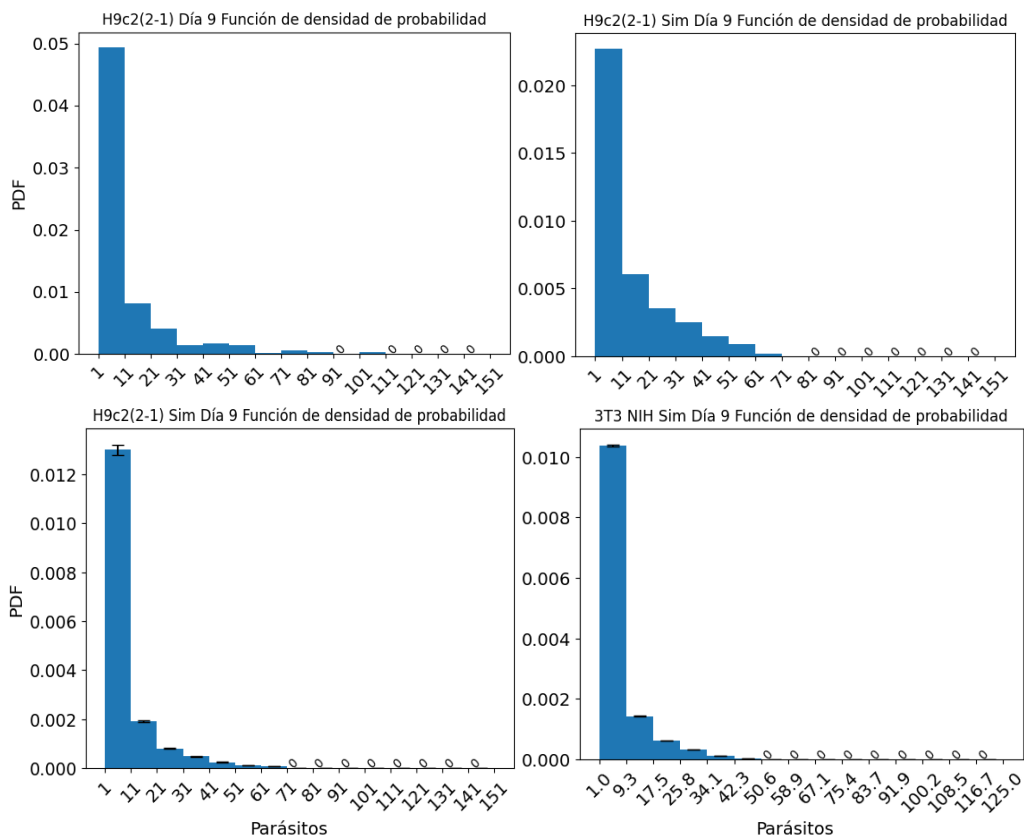 H9c2(2-1) Día 9 Función de densidad de probabilidad
PDF
0.05
0.04
0.03
0.02
0.01
0.00
0 0 0 0 0
1 11 21 31 41 51 61 71 81 91 101 111 121 131 141 151
H9c2(2-1) Sim Día 9 Función de densidad de probabilidad
0.020
0.015
0.010
0.005
0.000
0 0 0 0 0 0 0
1 11 21 31 41 51 61 71 81 91 101 111 121 131 141 151
H9c2(2-1) Sim Día 9 Función de densidad de probabilidad
PDF
0.012
0.010
0.008
0.006
0.004
0.002
0.000
0 0 0 0 0 0 0 0
1 11 21 31 41 51 61 71 81 91 101 111 121 131 141 151
Parásitos
3T3 NIH Sim Día 9 Función de densidad de probabilidad
0.010
0.008
0.006
0.004
0.002
0.000
0 0 0 0 0 0 0 0 0
1.0 9.3 17.5 25.8 34.1 42.3 50.6 58.9 67.1 75.4 83.7 91.9 100.2 108.5 116.7 125.0
Parásitos